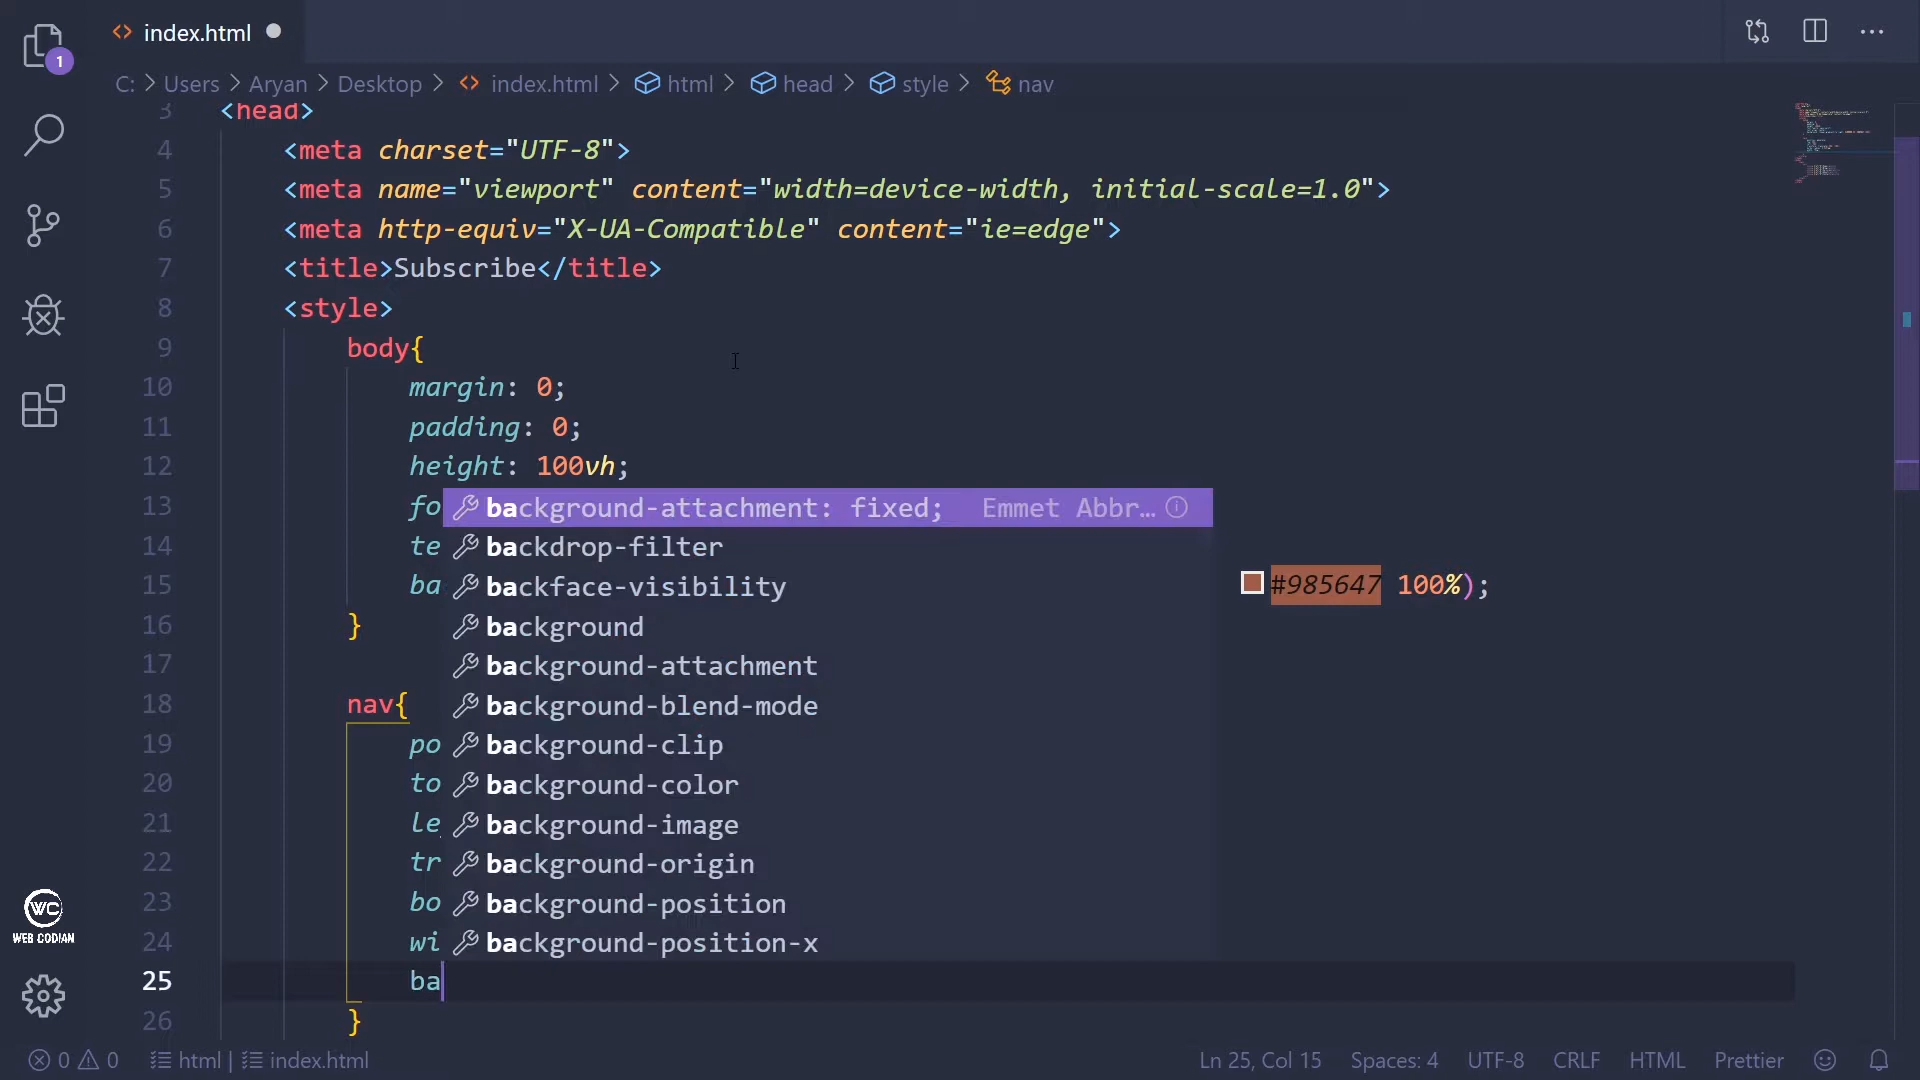 index.html
1
C: > Users > Aryan > Desktop > index.html > html > head > style > nav
3 <head>
4 <meta charset="UTF-8">
5 <meta name="viewport" content="width=device-width, initial-scale=1.0">
6 <meta http-equiv="X-UA-Compatible" content="ie=edge">
7 <title>Subscribe</title>
8 <style>
9 body{
10 margin: 0;
11 padding: 0;
12 height: 100vh;
13 fo background-attachment: fixed; Emmet Abbr...
14 te backdrop-filter
15 ba backface-visibility #985647 100%);
16 } background
17 background-attachment
18 nav{ background-blend-mode
19 po background-clip
20 to background-color
21 le background-image
22 tr background-origin
23 bo background-position
24 wi background-position-x
25 ba
26 }
WC
WEB CODIAN
0 0 html | index.html Ln 25, Col 15 Spaces: 4 UTF-8 CRLF HTML Prettier